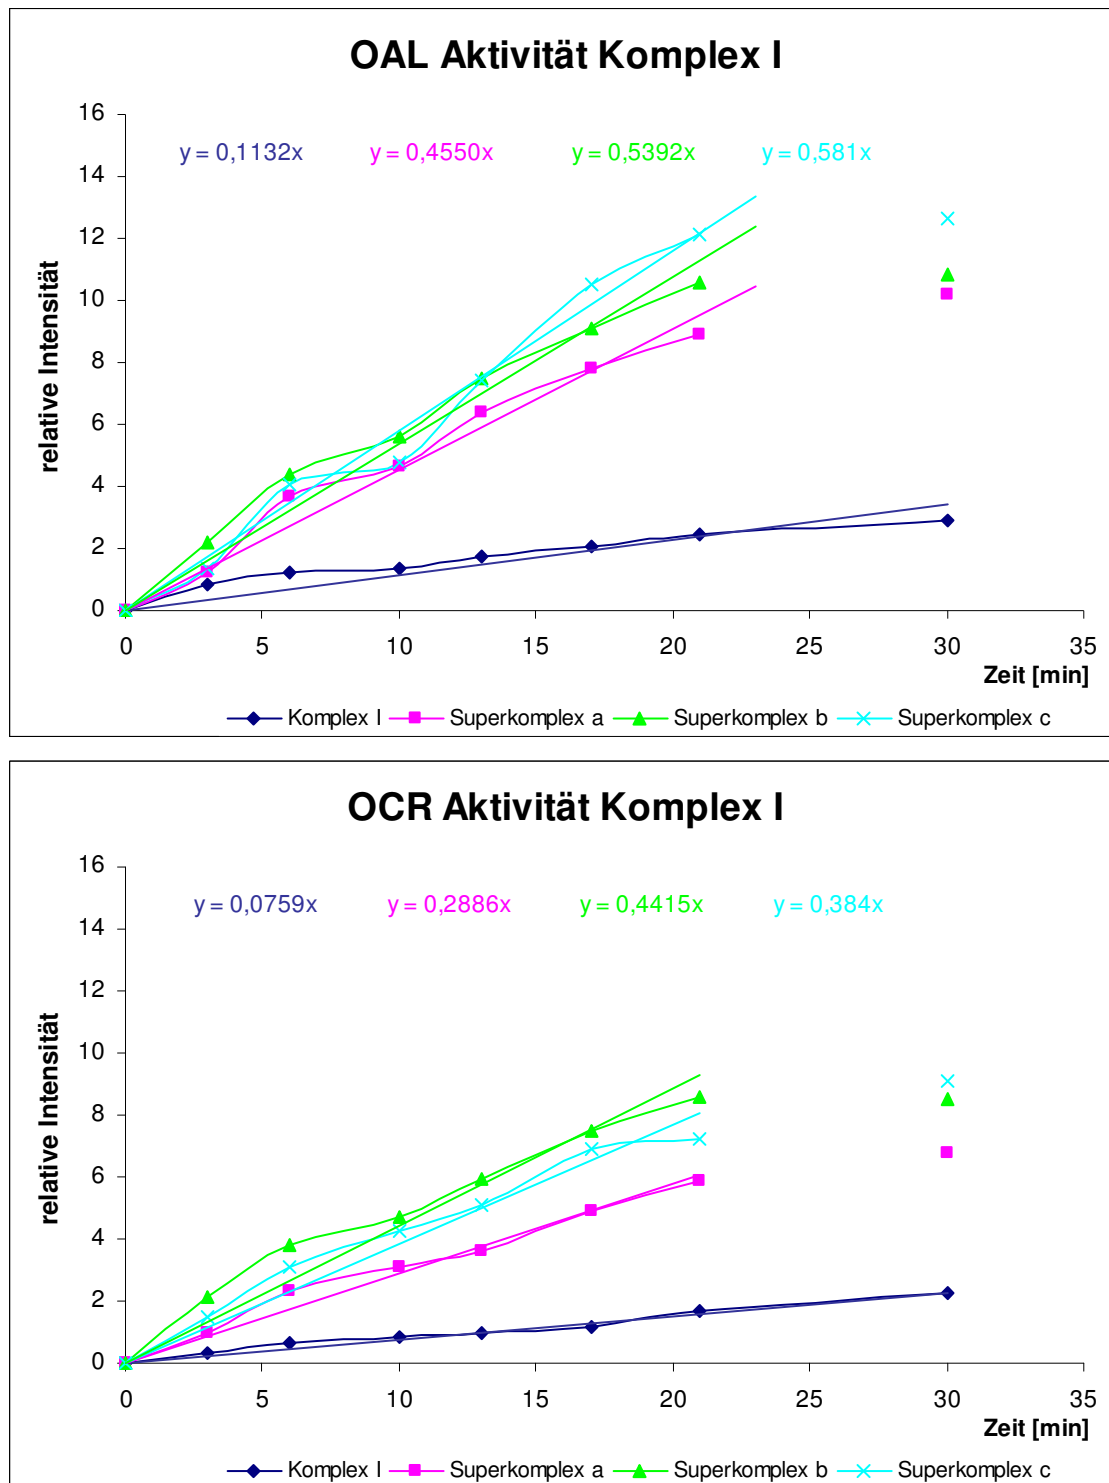 OAL Aktivität Komplex I
16
y = 0,1132x y = 0,4550x y = 0,5392x y = 0,581x
14
12
10
8
6
4
2
0
relative Intensität
0 5 10 15 20 25 30 35
Zeit [min]
Komplex I Superkomplex a Superkomplex b Superkomplex c
OCR Aktivität Komplex I
16
y = 0,0759x y = 0,2886x y = 0,4415x y = 0,384x
14
12
10
8
6
4
2
0
relative Intensität
0 5 10 15 20 25 30 35
Zeit [min]
Komplex I Superkomplex a Superkomplex b Superkomplex c